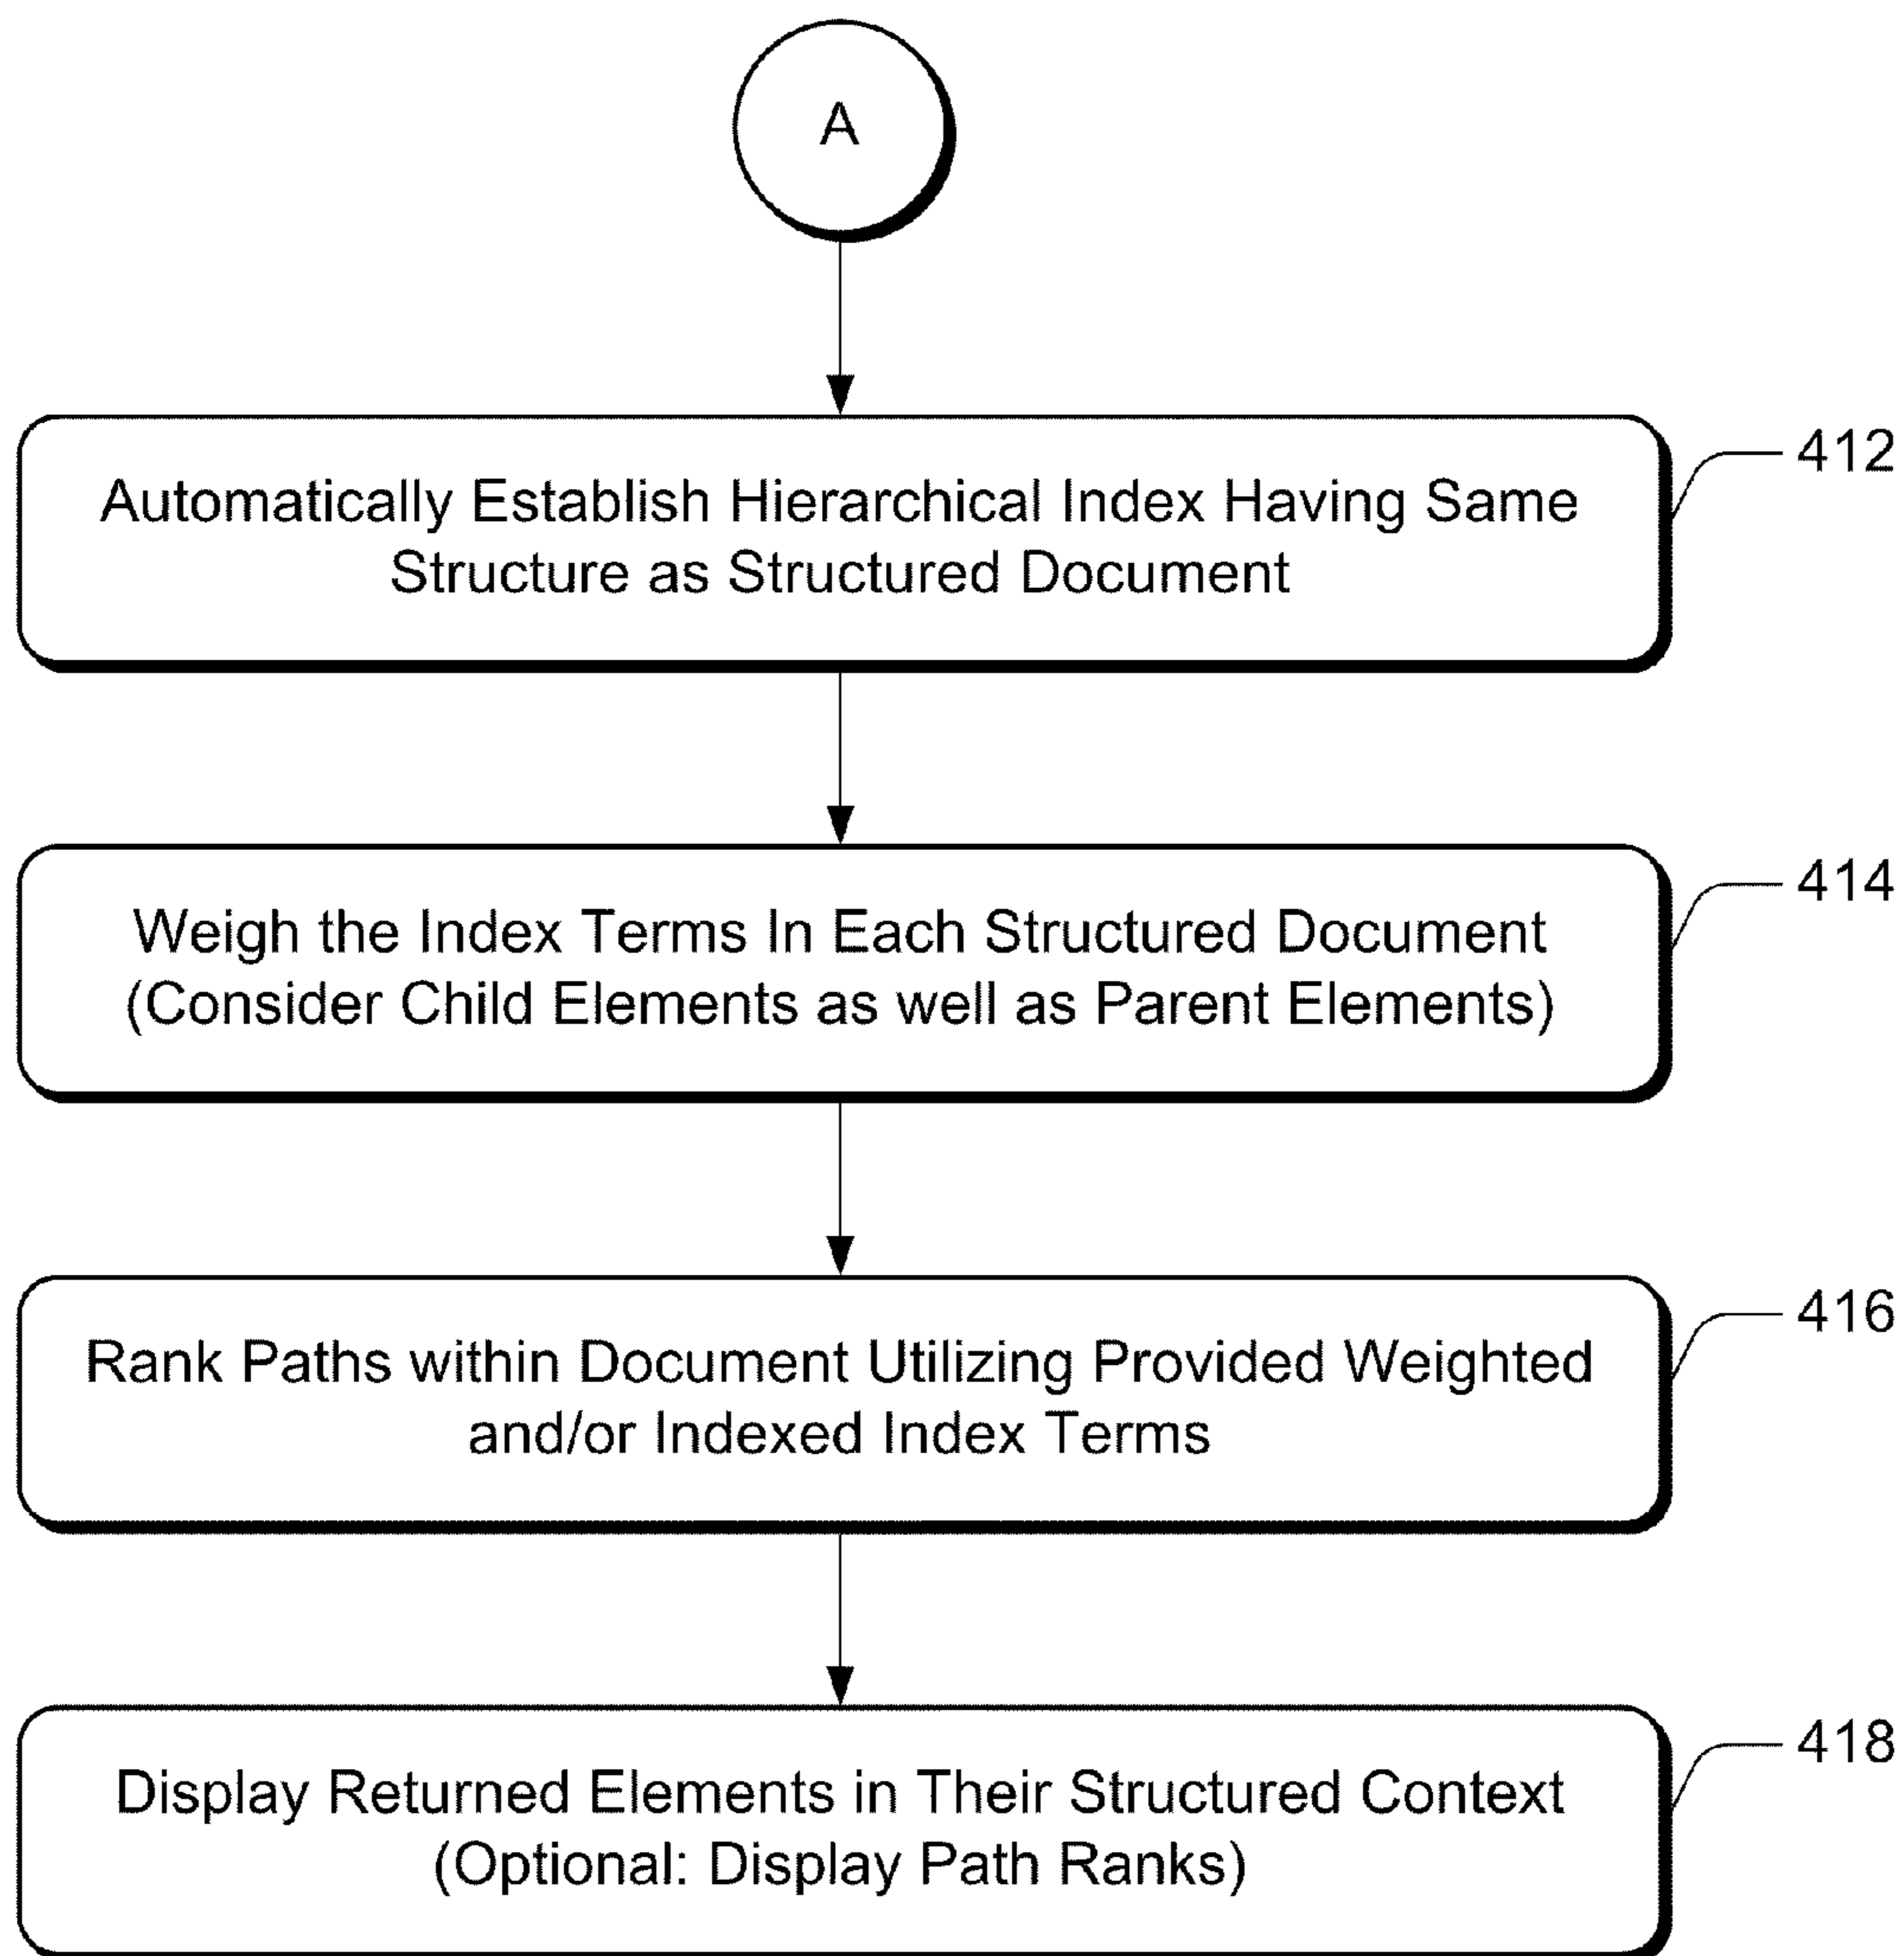 A
Automatically Establish Hierarchical Index Having Same
Structure as Structured Document
412
Weigh the Index Terms In Each Structured Document
(Consider Child Elements as well as Parent Elements)
414
Rank Paths within Document Utilizing Provided Weighted
and/or Indexed Index Terms
416
Display Returned Elements in Their Structured Context
(Optional: Display Path Ranks)
418